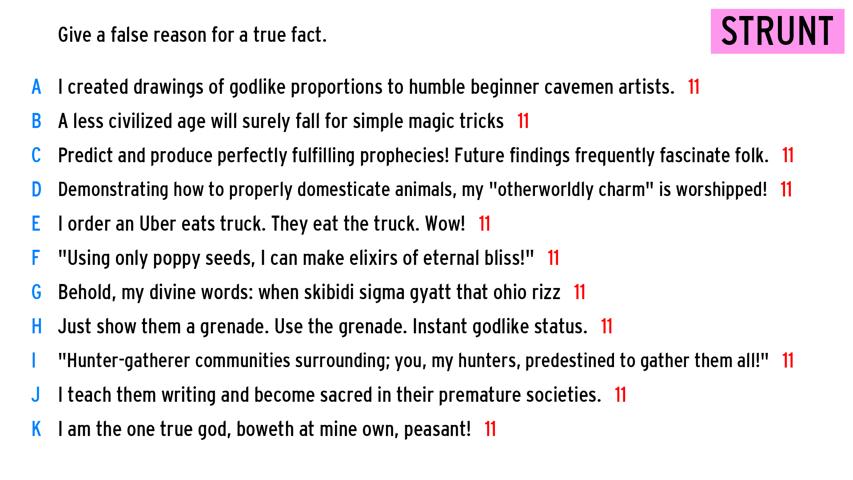 Give a false reason for a true fact.
STRUNT
A I created drawings of godlike proportions to humble beginner cavemen artists. 11
B A less civilized age will surely fall for simple magic tricks 11
C Predict and produce perfectly fulfilling prophecies! Future findings frequently fascinate folk. 11
D Demonstrating how to properly domesticate animals, my "otherworldly charm" is worshipped! 11
E I order an Uber eats truck. They eat the truck. Wow! 11
F "Using only poppy seeds, I can make elixirs of eternal bliss!" 11
G Behold, my divine words: when skibidi sigma gyatt that ohio rizz 11
H Just show them a grenade. Use the grenade. Instant godlike status. 11
I "Hunter-gatherer communities surrounding; you, my hunters, predestined to gather them all!" 11
J I teach them writing and become sacred in their premature societies. 11
K I am the one true god, boweth at mine own, peasant! 11